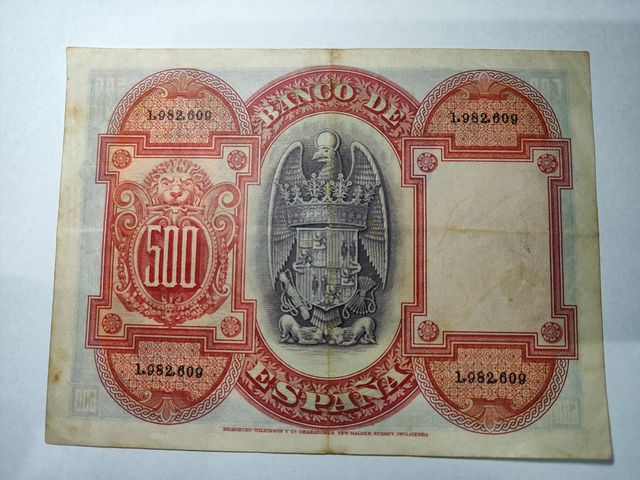 1.982.609
1.982.609
BANCO DE
500
ESPAÑA
1.982.609
1.982.609
BRADBURY, WILKINSON Y Cª GRABADORES, NEW MALDEN, SURREY, INGLATERRA